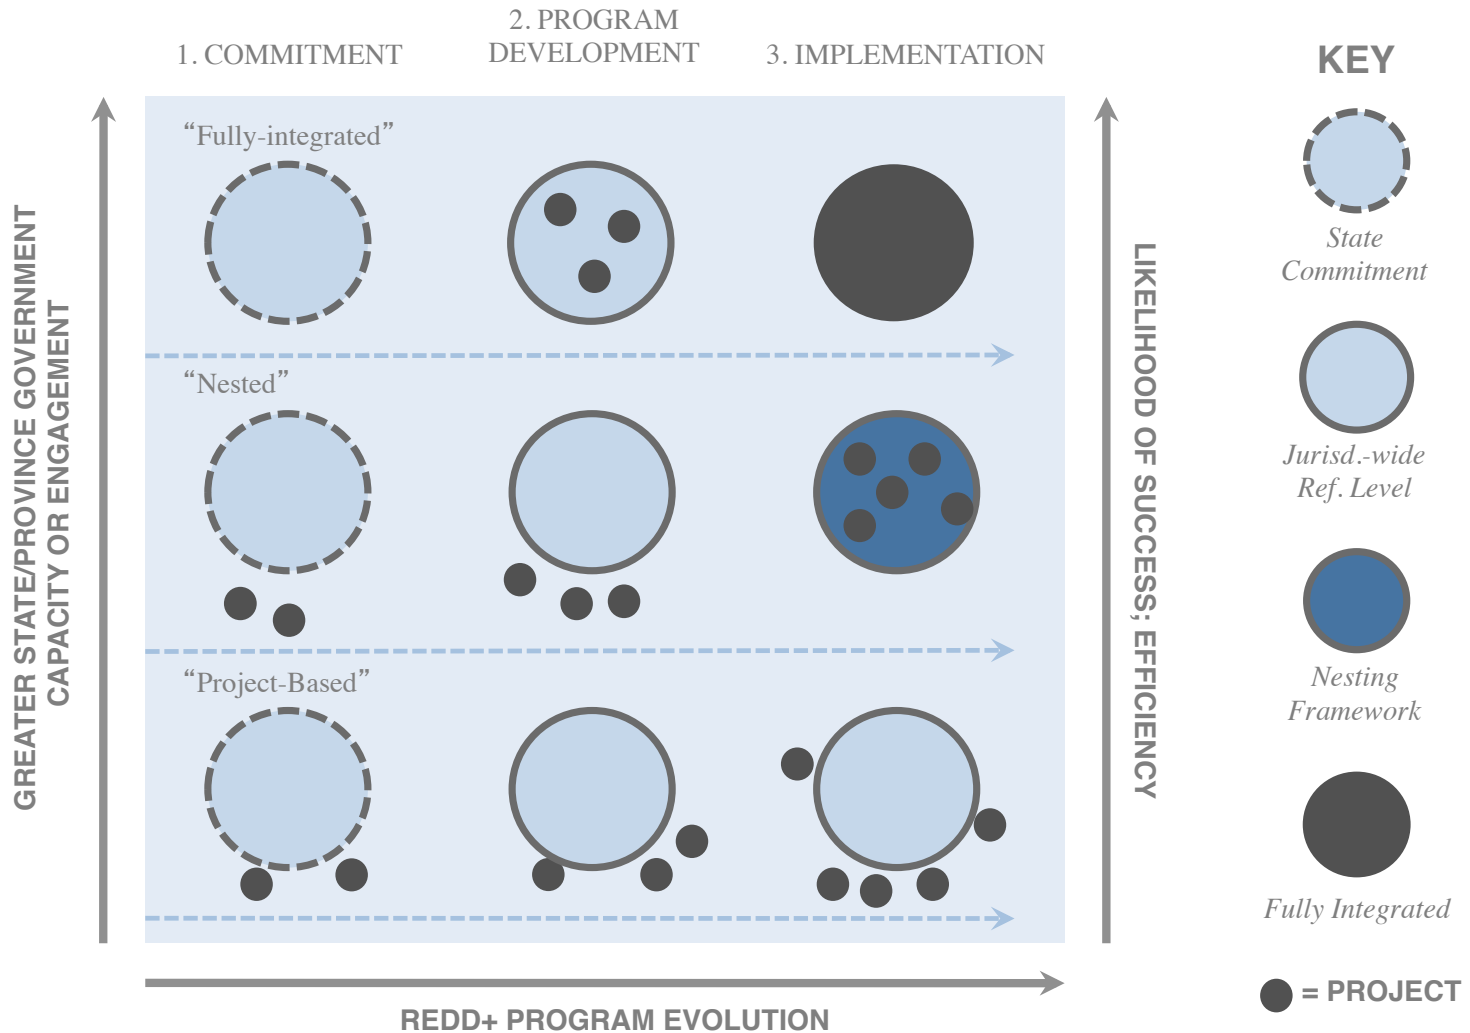 1. COMMITMENT
2. PROGRAM
DEVELOPMENT
3. IMPLEMENTATION
KEY
“Fully-integrated”
“Nested”
“Project-Based”
GREATER STATE/PROVINCE GOVERNMENT
CAPACITY OR ENGAGEMENT
LIKELIHOOD OF SUCCESS; EFFICIENCY
REDD+ PROGRAM EVOLUTION
State
Commitment
Jurisd.-wide
Ref. Level
Nesting
Framework
Fully Integrated
= PROJECT